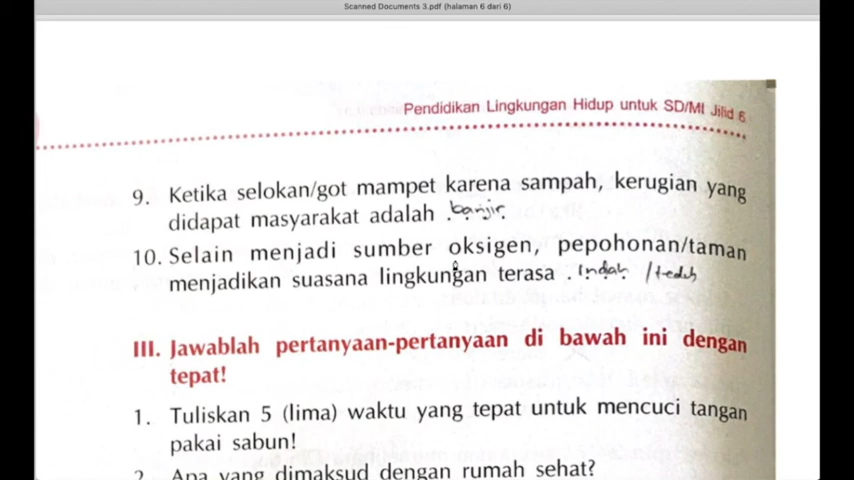 Scanned Documents 3.pdf (halaman 6 dari 6)
Pendidikan Lingkungan Hidup untuk SD/MI Jilid 6
9. Ketika selokan/got mampet karena sampah, kerugian yang
didapat masyarakat adalah . banjir.
10. Selain menjadi sumber oksigen, pepohonan/taman
menjadikan suasana lingkungan terasa . Indah /teduh
III. Jawablah pertanyaan-pertanyaan di bawah ini dengan
tepat!
1. Tuliskan 5 (lima) waktu yang tepat untuk mencuci tangan
pakai sabun!
2. Apa yang dimaksud dengan rumah sehat?